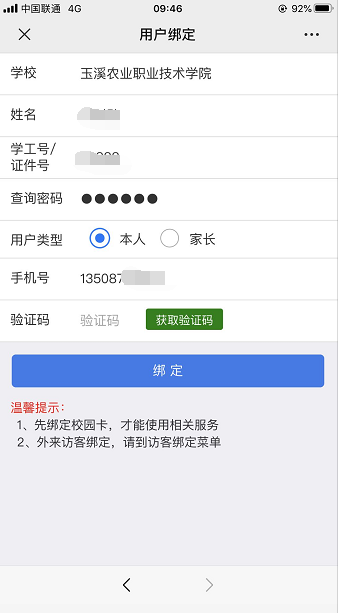 中国联通 4G 09:46 92%
用户绑定
学校 玉溪农业职业技术学院
姓名
学工号/
证件号
查询密码 ●●●●●●
用户类型 本人 家长
手机号 13508
验证码 验证码 获取验证码
绑 定
温馨提示：
1、先绑定校园卡，才能使用相关服务
2、外来访客绑定，请到访客绑定菜单